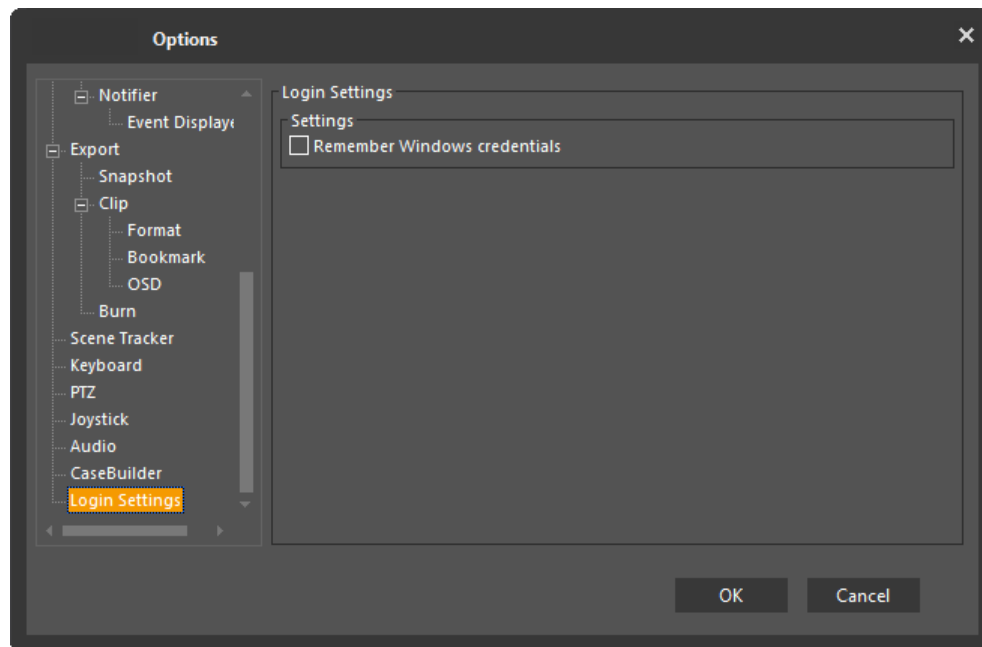 Options
Notifier
Event Display
Export
Snapshot
Clip
Format
Bookmark
OSD
Burn
Scene Tracker
Keyboard
PTZ
Joystick
Audio
CaseBuilder
Login Settings
Login Settings
Settings
Remember Windows credentials
OK
Cancel